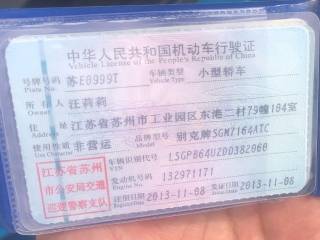 中华人民共和国机动车行驶证
Vehicle License of the People's Republic of China
号牌号码 苏E0999T 车辆类型 小型轿车
Plate No. Vehicle Type
所有人 汪莉莉
Owner
住址 江苏省苏州市工业园区东港二村79幢104室
Address
使用性质 非营运 品牌型号 别克牌SGM7164ATC
Use Character Model
江苏省苏州
市公安局交通
巡逻警察支队
车辆识别代号 LSGPB64UZDD382060
VIN
发动机号码 132971171
Engine No.
注册日期 2013-11-08 发证日期 2013-11-08
Register Date Issue Date